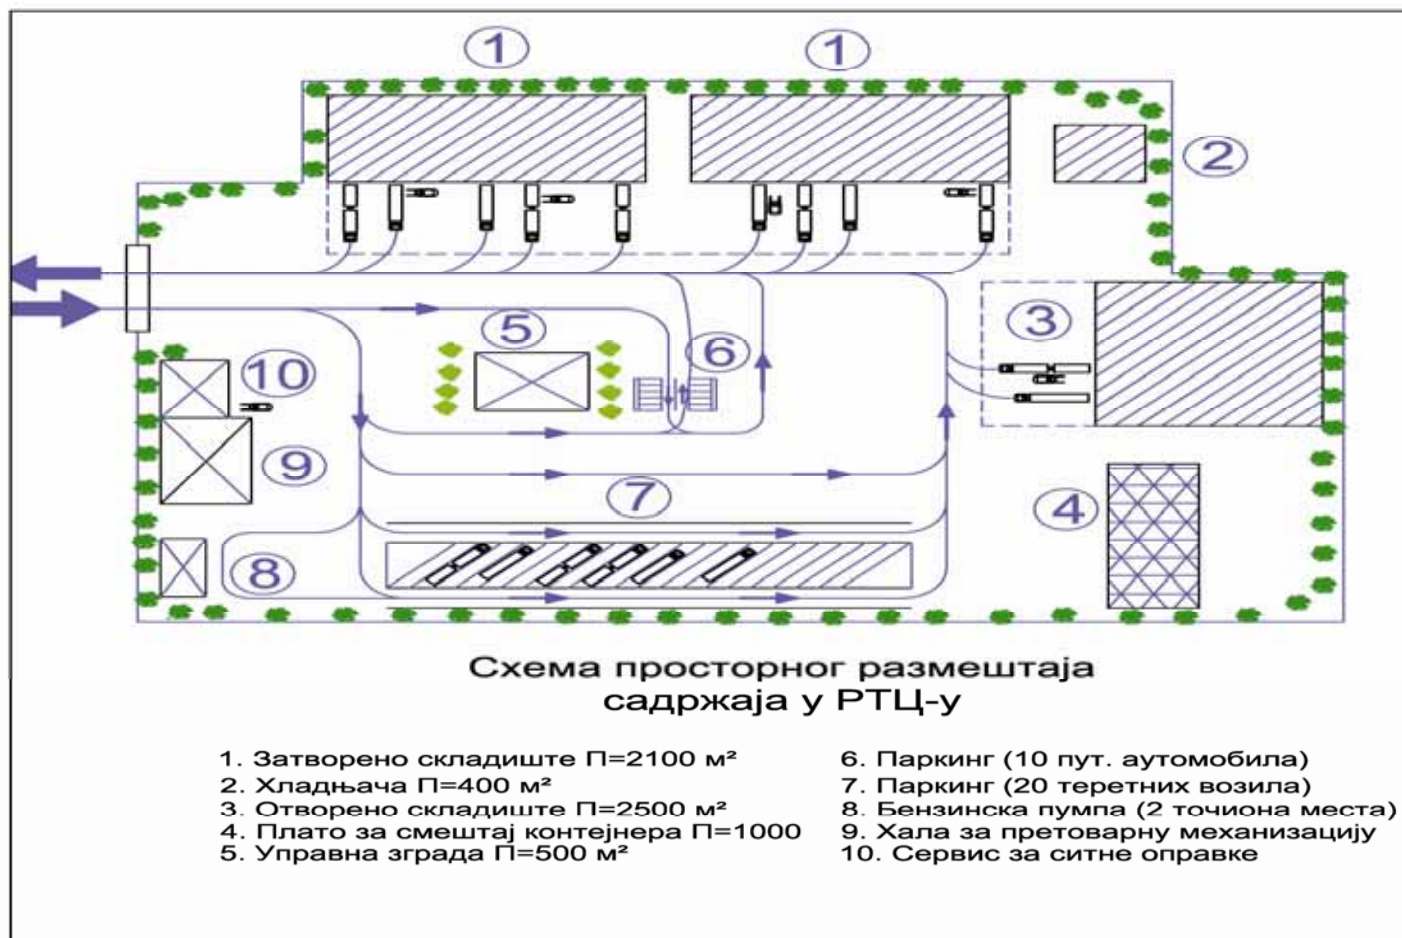 1
1
2
3
5
6
10
9
4
7
8
Схема просторног размештаја
садржаја у РТЦ-у
1. Затворено складиште П=2100 м²
2. Хладњача П=400 м²
3. Отворено складиште П=2500 м²
4. Плато за смештај контејнера П=1000
5. Управна зграда П=500 м²
6. Паркинг (10 пут. аутомобила)
7. Паркинг (20 теретних возила)
8. Бензинска пумпа (2 точиона места)
9. Хала за претоварну механизацију
10. Сервис за ситне оправке